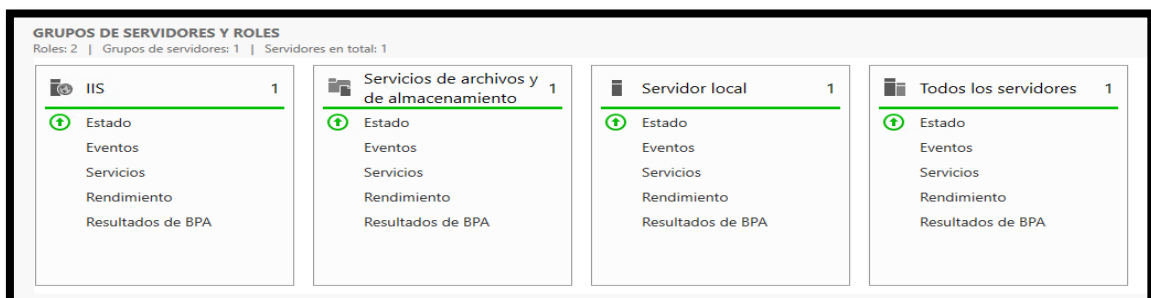 GRUPOS DE SERVIDORES Y ROLES
Roles: 2 | Grupos de servidores: 1 | Servidores en total: 1
IIS 1
Estado
Eventos
Servicios
Rendimiento
Resultados de BPA
Servicios de archivos y
de almacenamiento 1
Estado
Eventos
Servicios
Rendimiento
Resultados de BPA
Servidor local 1
Estado
Eventos
Servicios
Rendimiento
Resultados de BPA
Todos los servidores 1
Estado
Eventos
Servicios
Rendimiento
Resultados de BPA